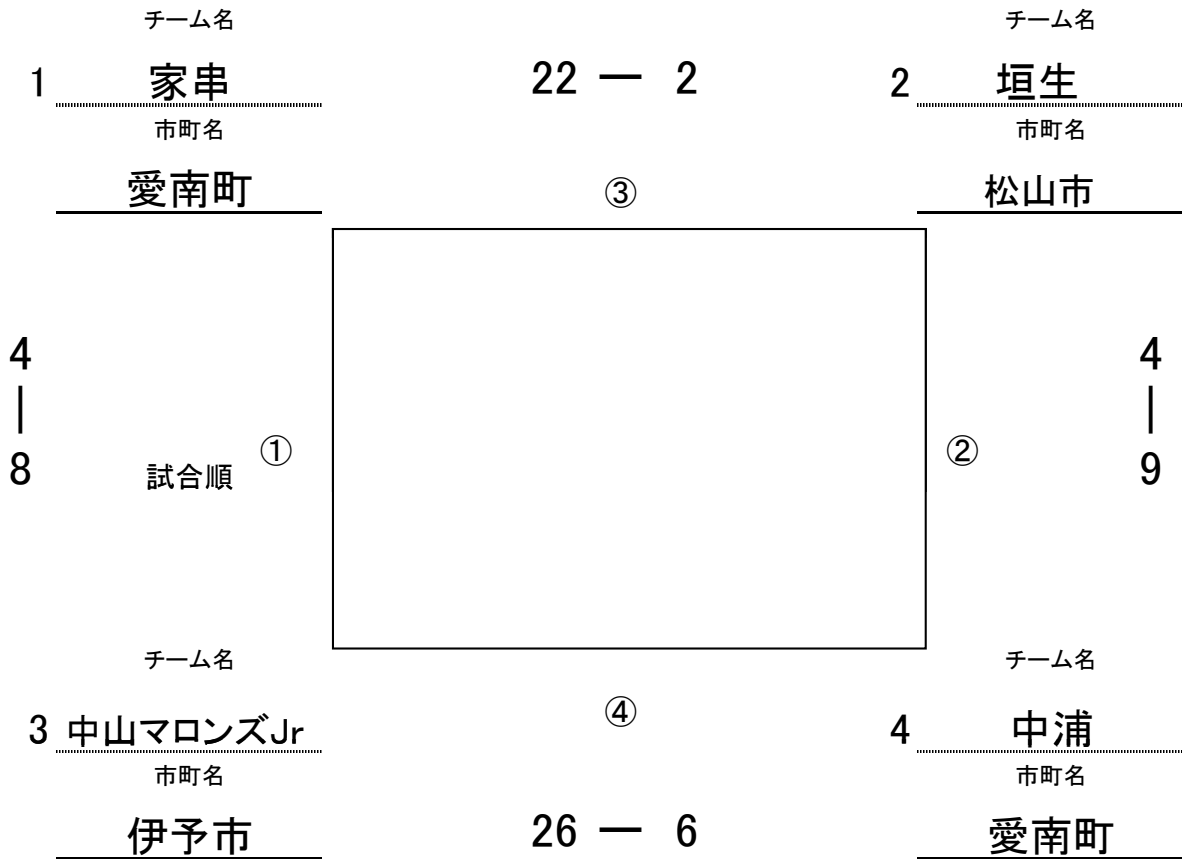 チーム名
チーム名
1 家串
22 ー 2
2 垣生
市町名
市町名
愛南町
③
松山市
4
|
8
試合順
①
②
4
|
9
チーム名
チーム名
3 中山マロンズJr
④
4 中浦
市町名
市町名
伊予市
26 ー 6
愛南町